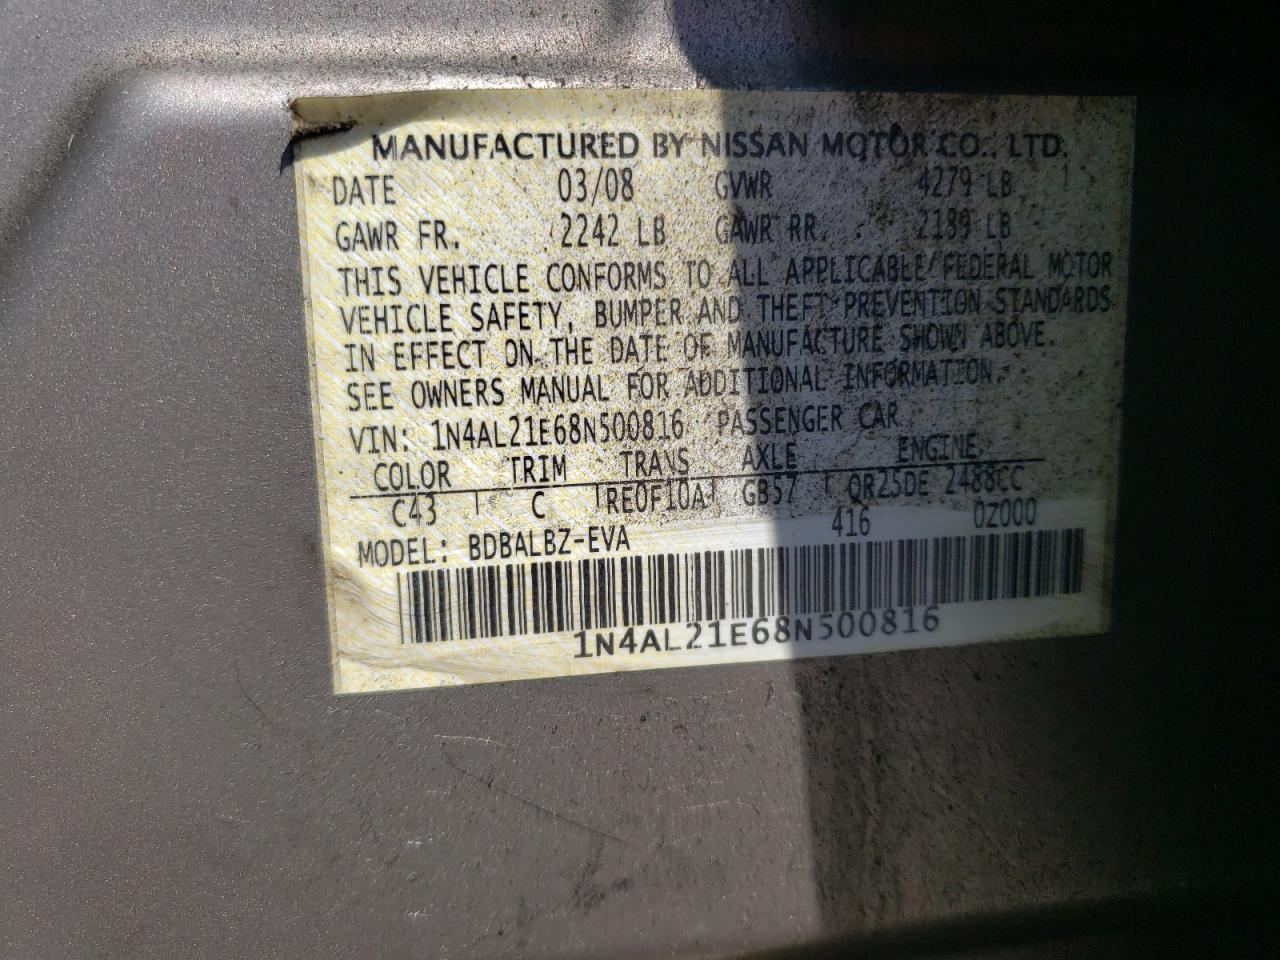 MANUFACTURED BY NISSAN MOTOR CO., LTD.
DATE 03/08 GVWR 4279 LB
GAWR FR. 2242 LB GAWR RR. 2189 LB
THIS VEHICLE CONFORMS TO ALL APPLICABLE FEDERAL MOTOR
VEHICLE SAFETY, BUMPER AND THEFT PREVENTION STANDARDS
IN EFFECT ON THE DATE OF MANUFACTURE SHOWN ABOVE.
SEE OWNERS MANUAL FOR ADDITIONAL INFORMATION.
VIN: 1N4AL21E68N500816 PASSENGER CAR
COLOR TRIM TRANS AXLE ENGINE
C43 C RE0F10A GB57 QR25DE 2488CC
MODEL: BDBALBZ-EVA 416 0Z000
1N4AL21E68N500816